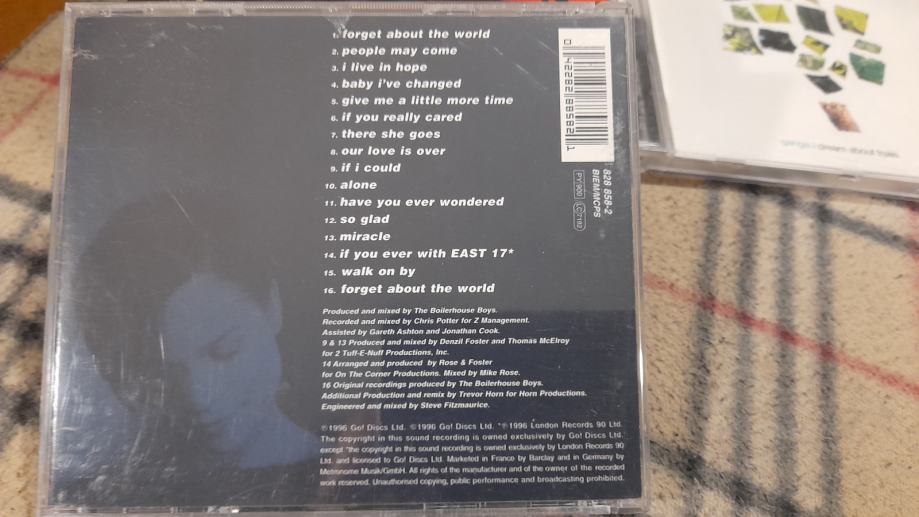 1. forget about the world
2. people may come
3. i live in hope
4. baby i've changed
5. give me a little more time
6. if you really cared
7. there she goes
8. our love is over
9. if i could
10. alone
11. have you ever wondered
12. so glad
13. miracle
14. if you ever with EAST 17*
15. walk on by
16. forget about the world
Produced and mixed by The Boilerhouse Boys.
Recorded and mixed by Chris Potter for Z Management.
Assisted by Gareth Ashton and Jonathan Cook.
9 & 13 Produced and mixed by Denzil Foster and Thomas McElroy
for 2 Tuff-E-Nuff Productions, Inc.
14 Arranged and produced by Rose & Foster
for On The Corner Productions. Mixed by Mike Rose.
16 Original recordings produced by The Boilerhouse Boys.
Additional Production and remix by Trevor Horn for Horn Productions.
Engineered and mixed by Steve Fitzmaurice.
℗1996 Go! Discs Ltd. ©1996 Go! Discs Ltd. *℗1996 London Records 90 Ltd.
The copyright in this sound recording is owned exclusively by Go! Discs Ltd.
except *the copyright in this sound recording is owned exclusively by London Records 90
Ltd. and licensed to Go! Discs Ltd. Marketed in France by Barclay and in Germany by
Metronome Musik/GmbH. All rights of the manufacturer and of the owner of the recorded
work reserved. Unauthorised copying, public performance and broadcasting prohibited.
0 42282 88582 1
828 858-2
BIEM/MCPS
PY 900
LC7182
gabrielle dream about